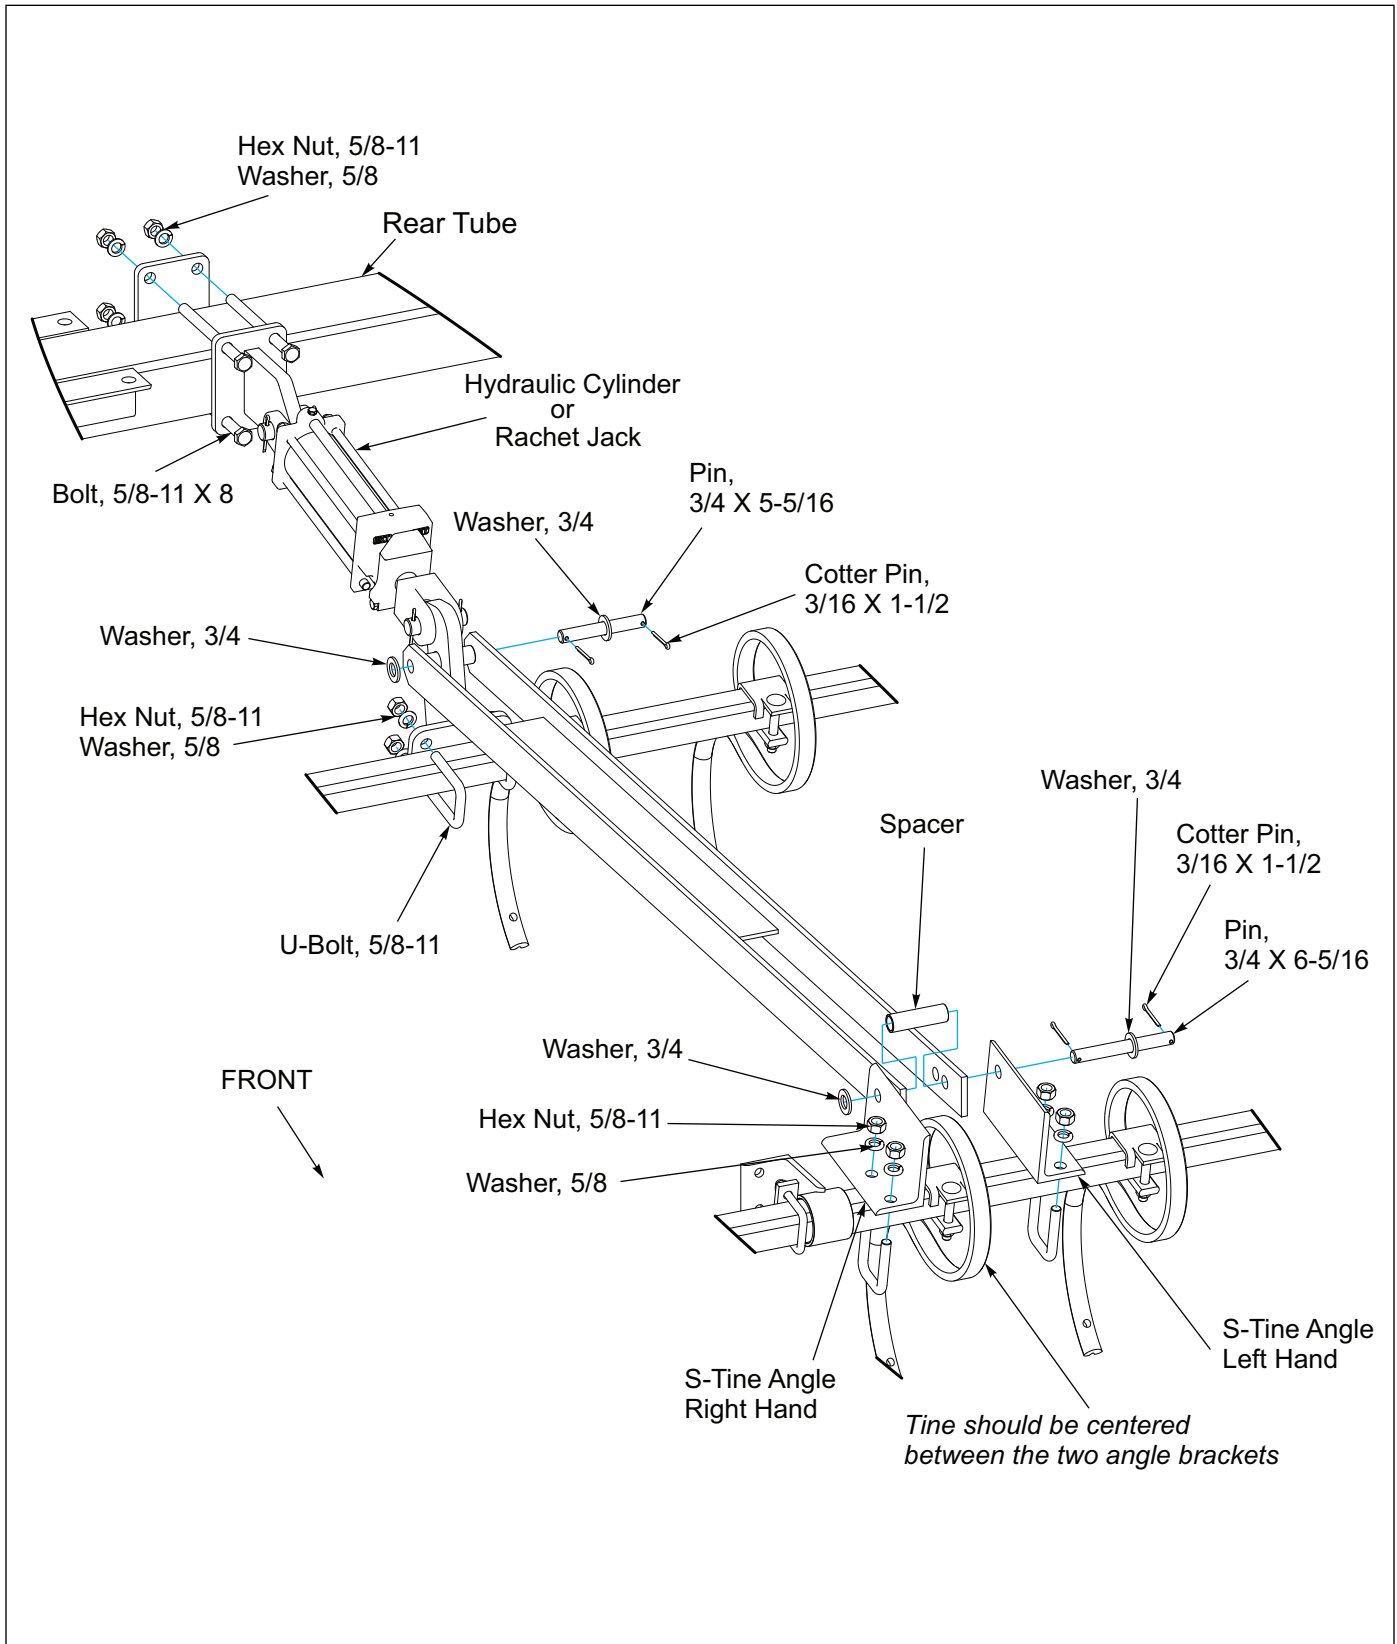 Hex Nut, 5/8-11
Washer, 5/8
Rear Tube
Hydraulic Cylinder
or
Rachet Jack
Bolt, 5/8-11 X 8
Pin,
3/4 X 5-5/16
Washer, 3/4
Cotter Pin,
3/16 X 1-1/2
Washer, 3/4
Hex Nut, 5/8-11
Washer, 5/8
Washer, 3/4
Spacer
Cotter Pin,
3/16 X 1-1/2
U-Bolt, 5/8-11
Pin,
3/4 X 6-5/16
Washer, 3/4
FRONT
Hex Nut, 5/8-11
Washer, 5/8
S-Tine Angle
Left Hand
S-Tine Angle
Right Hand
Tine should be centered
between the two angle brackets